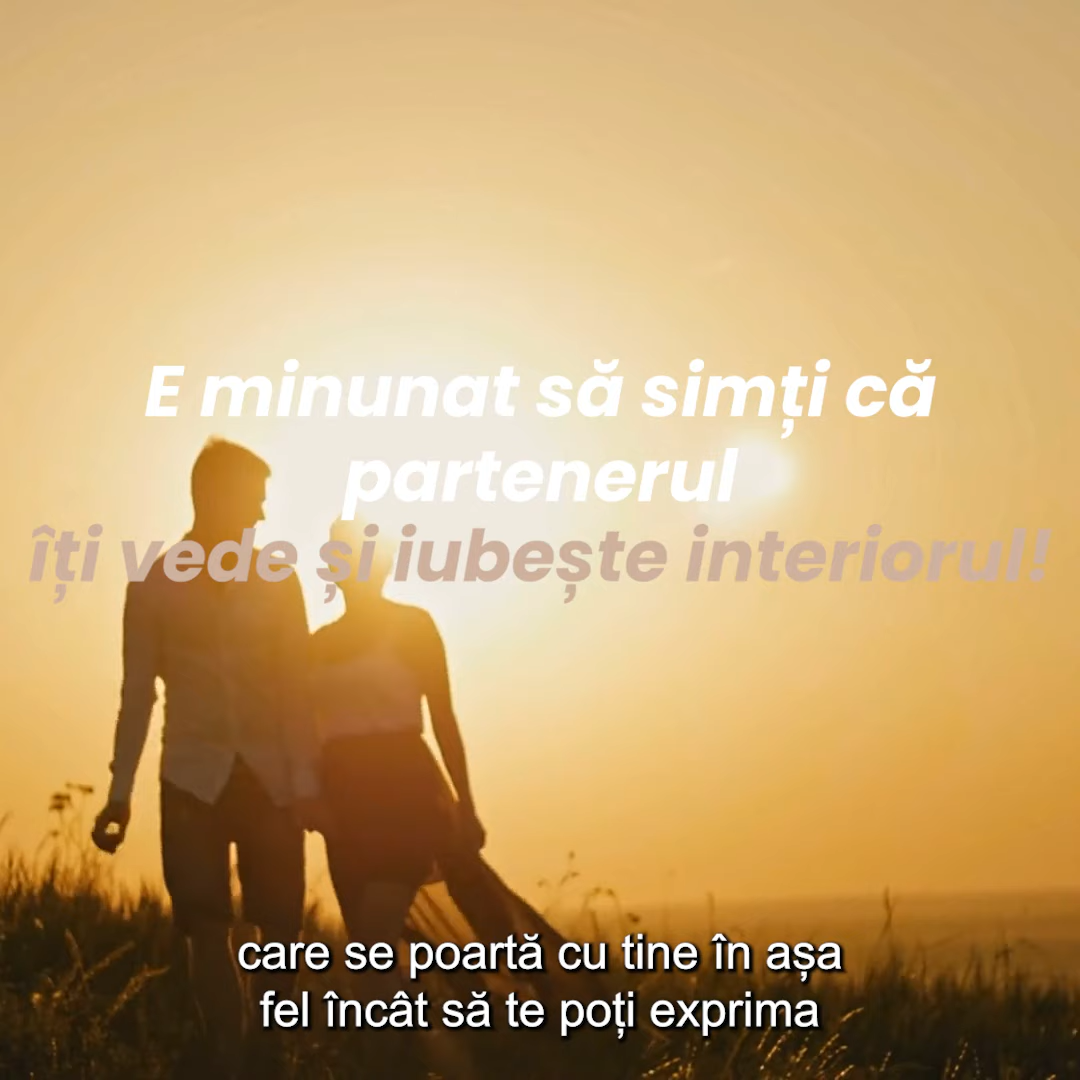 E minunat să simți că
partenerul
îți vede și iubește interiorul!
care se poartă cu tine în așa
fel încât să te poți exprima